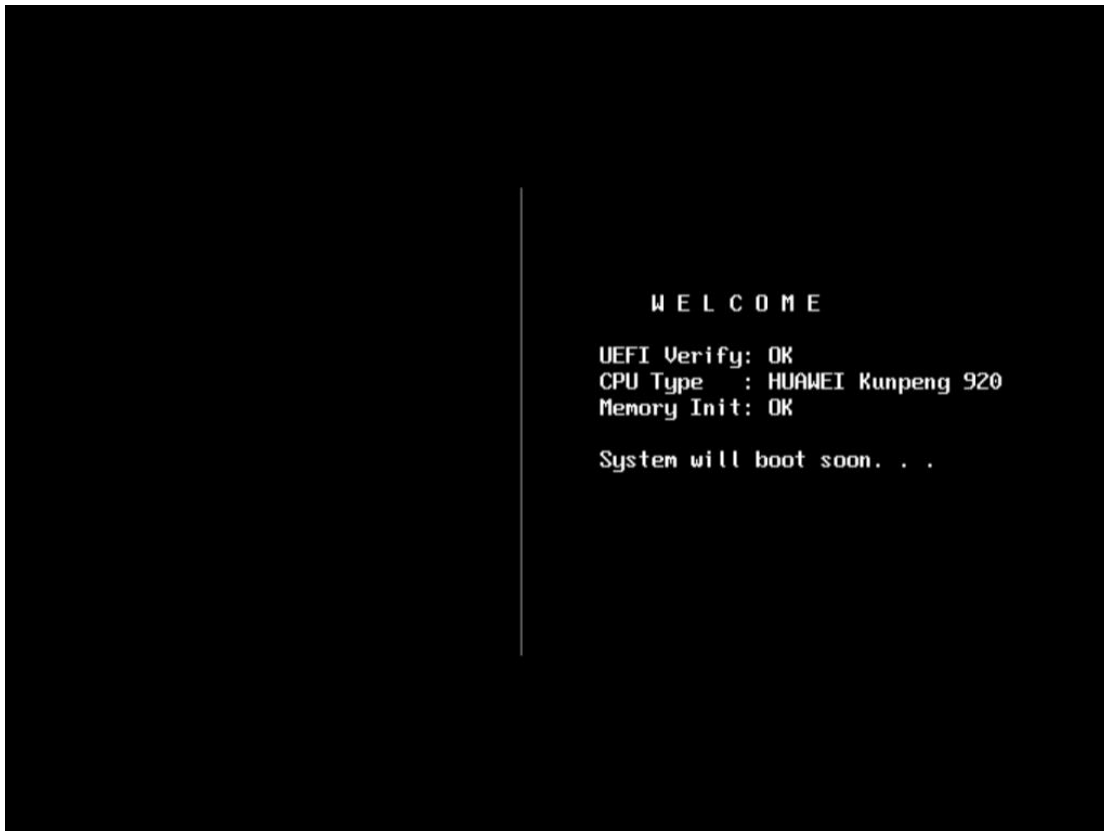 W E L C O M E
UEFI Verify: OK
CPU Type   : HUAWEI Kunpeng 920
Memory Init: OK
System will boot soon. . .